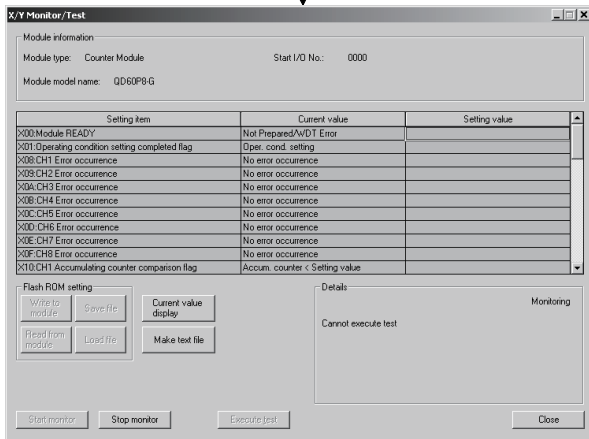 X/Y Monitor/Test
Module information
Module type: Counter Module Start I/O No.: 0000
Module model name: QD60P8-G
Setting item Current value Setting value
X00:Module READY Not Prepared/WDT Error
X01:Operating condition setting completed flag Oper. cond. setting
X08:CH1 Error occurrence No error occurrence
X09:CH2 Error occurrence No error occurrence
X0A:CH3 Error occurrence No error occurrence
X0B:CH4 Error occurrence No error occurrence
X0C:CH5 Error occurrence No error occurrence
X0D:CH6 Error occurrence No error occurrence
X0E:CH7 Error occurrence No error occurrence
X0F:CH8 Error occurrence No error occurrence
X10:CH1 Accumulating counter comparison flag Accum. counter < Setting value
Flash ROM setting
Write to
module
Save file
Current value
display
Read from
module
Load file
Make text file
Details
Monitoring
Cannot execute test
Start monitor Stop monitor Execute test Close